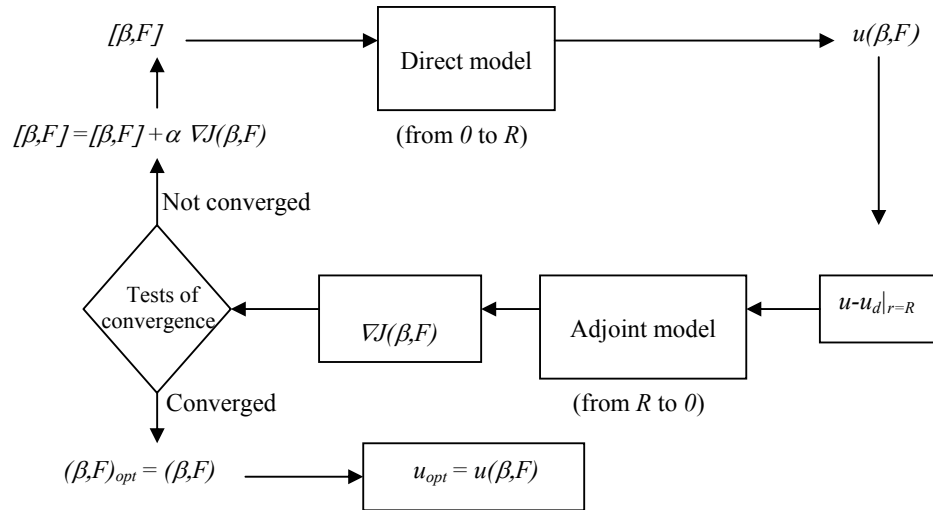 [β,F]
Direct model
u(β,F)
(from 0 to R)
[β,F] =[β,F] + α ∇J(β,F)
Not converged
Tests of
convergence
∇J(β,F)
Adjoint model
u-u_d|_{r=R}
(from R to 0)
Converged
(β,F)_{opt} = (β,F)
u_{opt} = u(β,F)